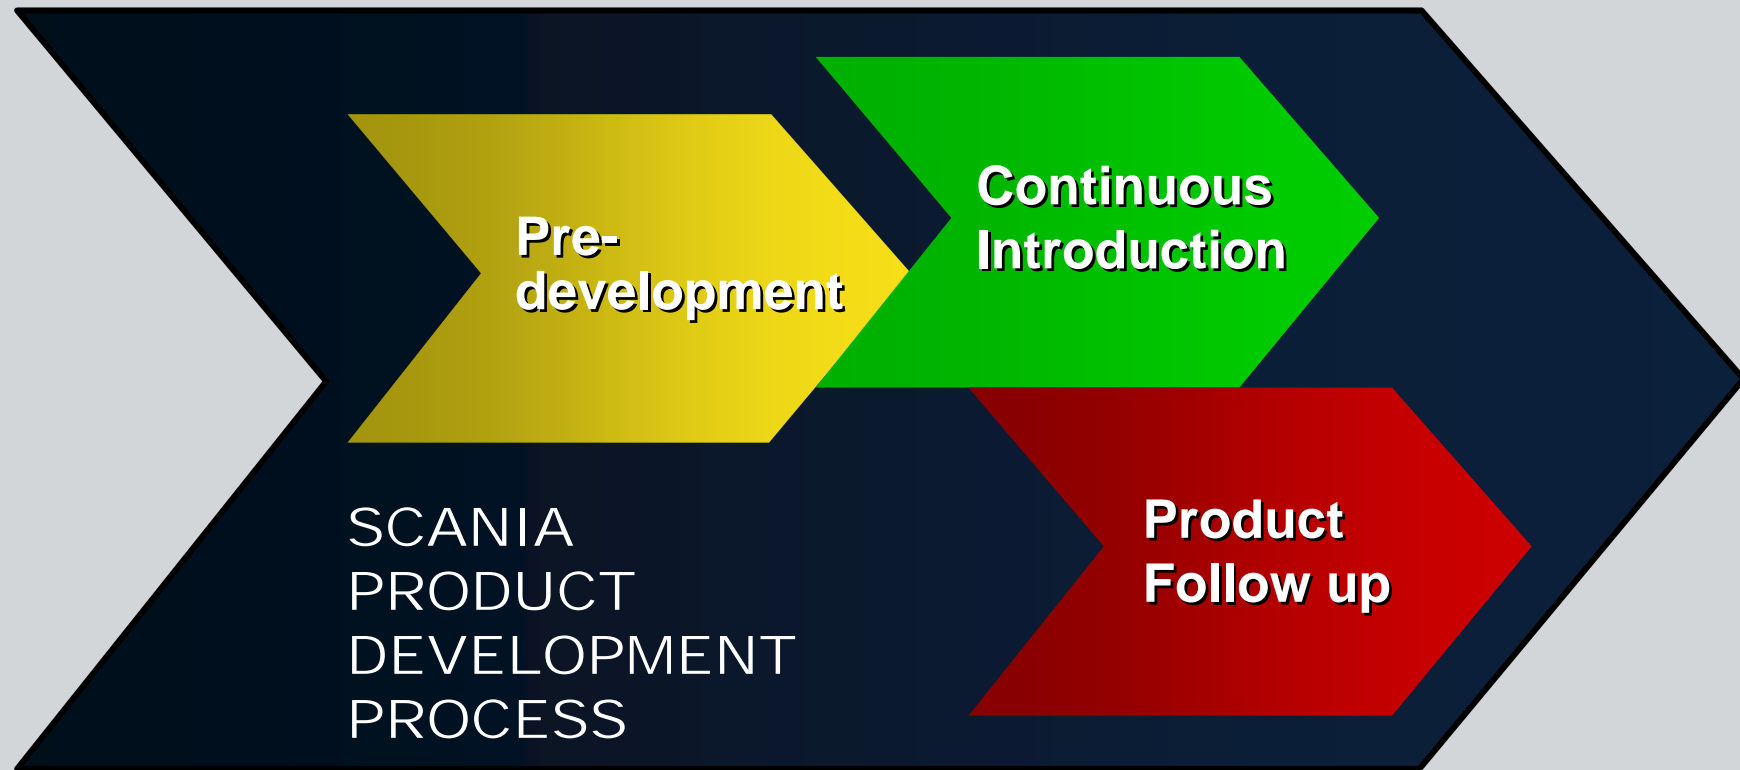 Pre-
development
Continuous
Introduction
Product
Follow up
SCANIA
PRODUCT
DEVELOPMENT
PROCESS